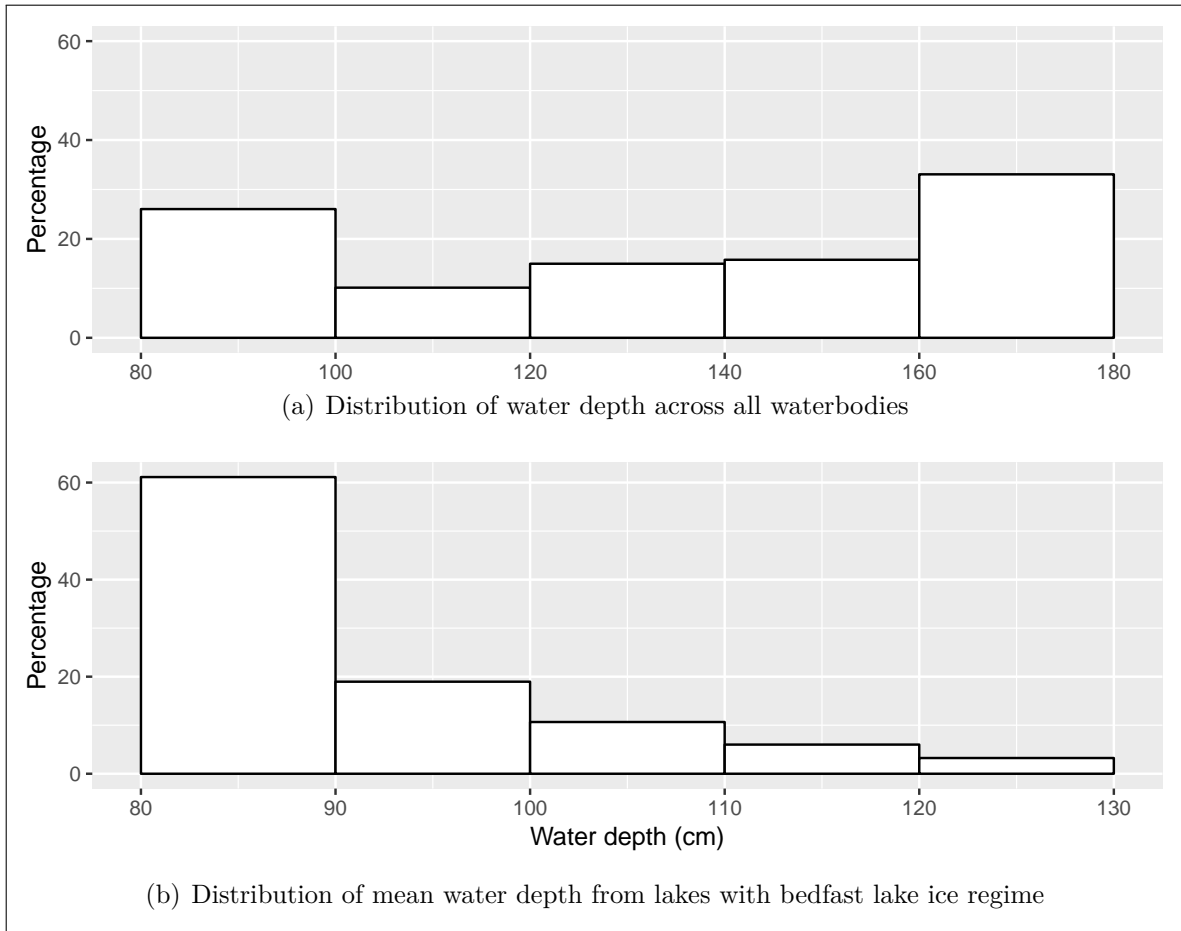 60
40
20
0
Percentage
80 100 120 140 160 180
(a) Distribution of water depth across all waterbodies
60
40
20
0
Percentage
80 90 100 110 120 130
Water depth (cm)
(b) Distribution of mean water depth from lakes with bedfast lake ice regime